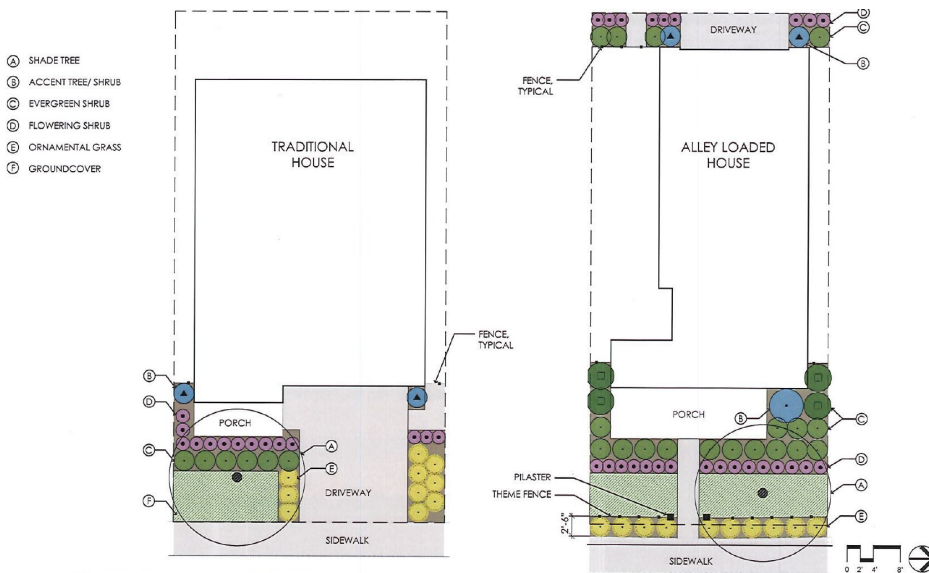 Ⓐ SHADE TREE
Ⓑ ACCENT TREE/ SHRUB
Ⓒ EVERGREEN SHRUB
Ⓓ FLOWERING SHRUB
Ⓔ ORNAMENTAL GRASS
Ⓕ GROUNDCOVER
TRADITIONAL
HOUSE
FENCE,
TYPICAL
Ⓑ
Ⓓ
PORCH
Ⓐ
Ⓒ
Ⓔ
DRIVEWAY
Ⓕ
SIDEWALK
Ⓓ
DRIVEWAY
Ⓒ
FENCE,
TYPICAL
Ⓑ
ALLEY LOADED
HOUSE
PORCH
Ⓑ
Ⓒ
Ⓓ
PILASTER
Ⓐ
THEME FENCE
Ⓔ
2'-6"
SIDEWALK
0 2' 4' 8'